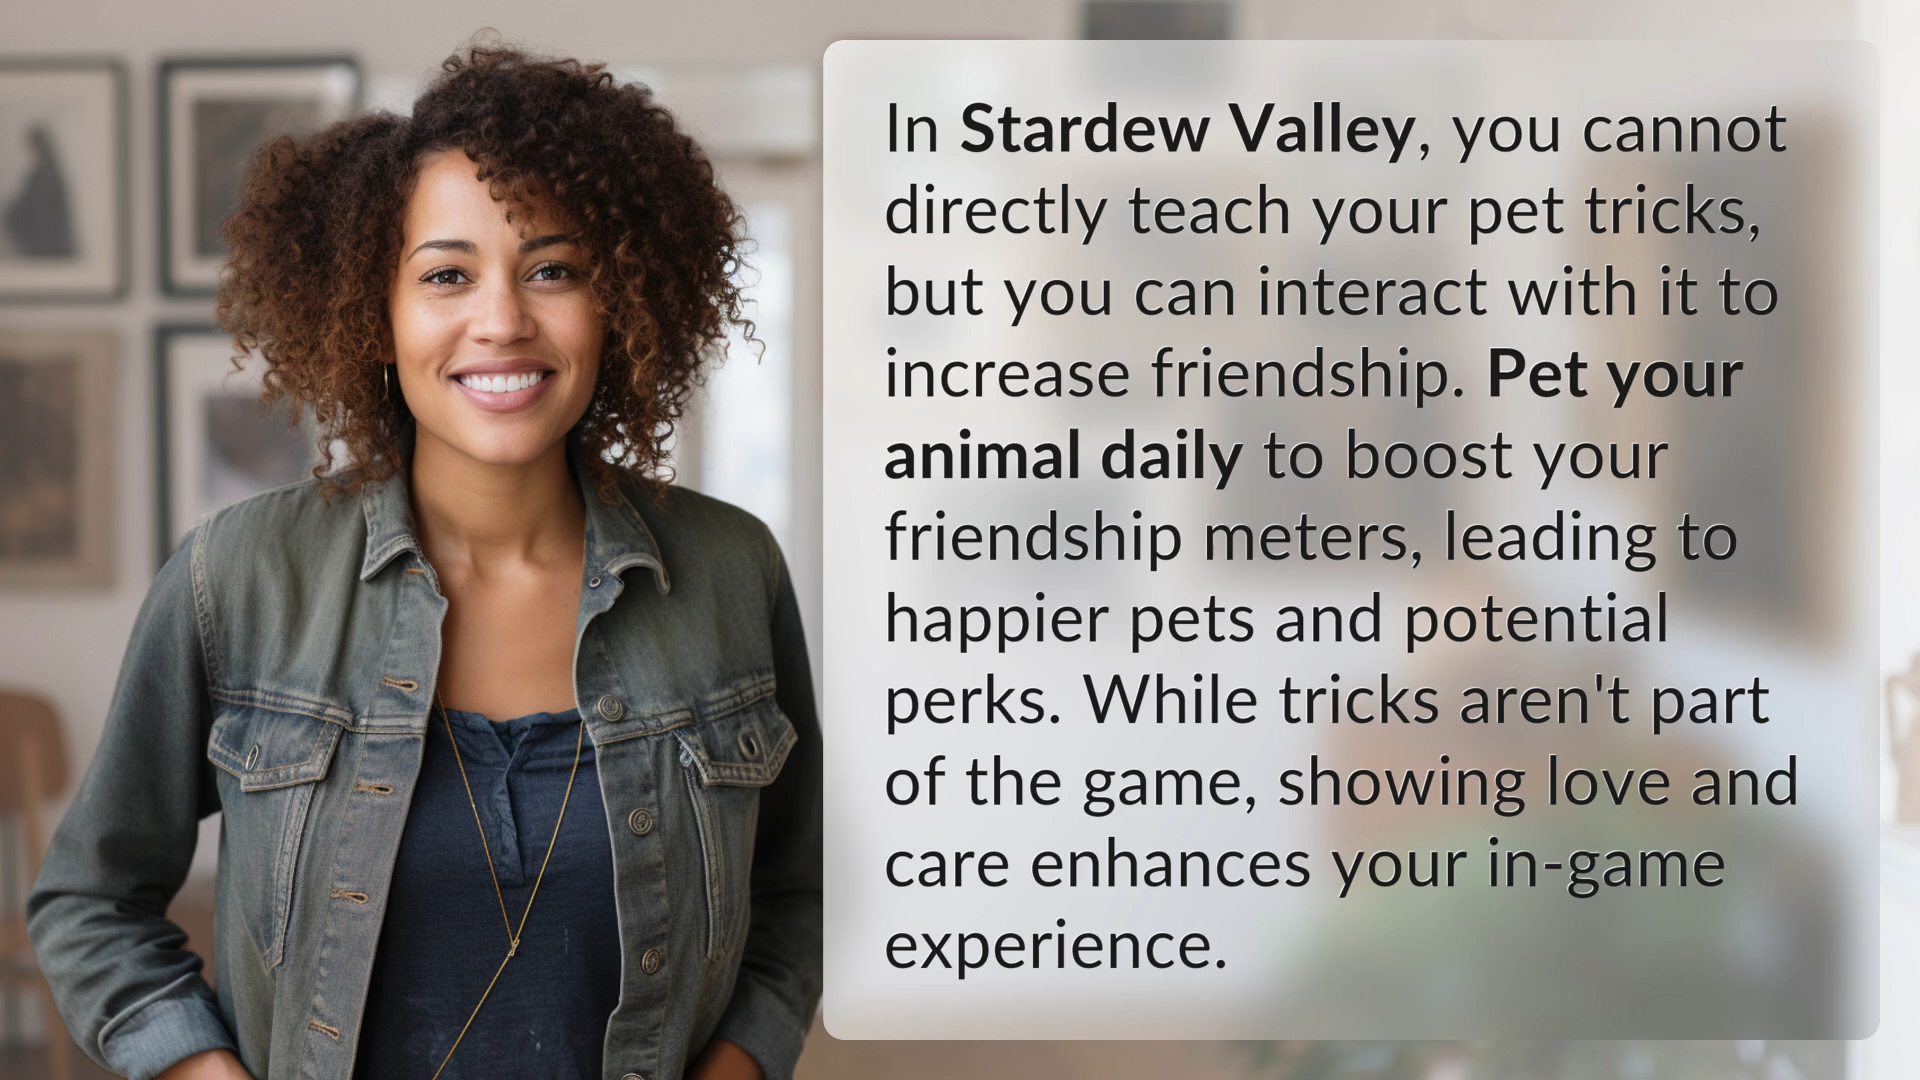 In Stardew Valley, you cannot
directly teach your pet tricks,
but you can interact with it to
increase friendship. Pet your
animal daily to boost your
friendship meters, leading to
happier pets and potential
perks. While tricks aren't part
of the game, showing love and
care enhances your in-game
experience.